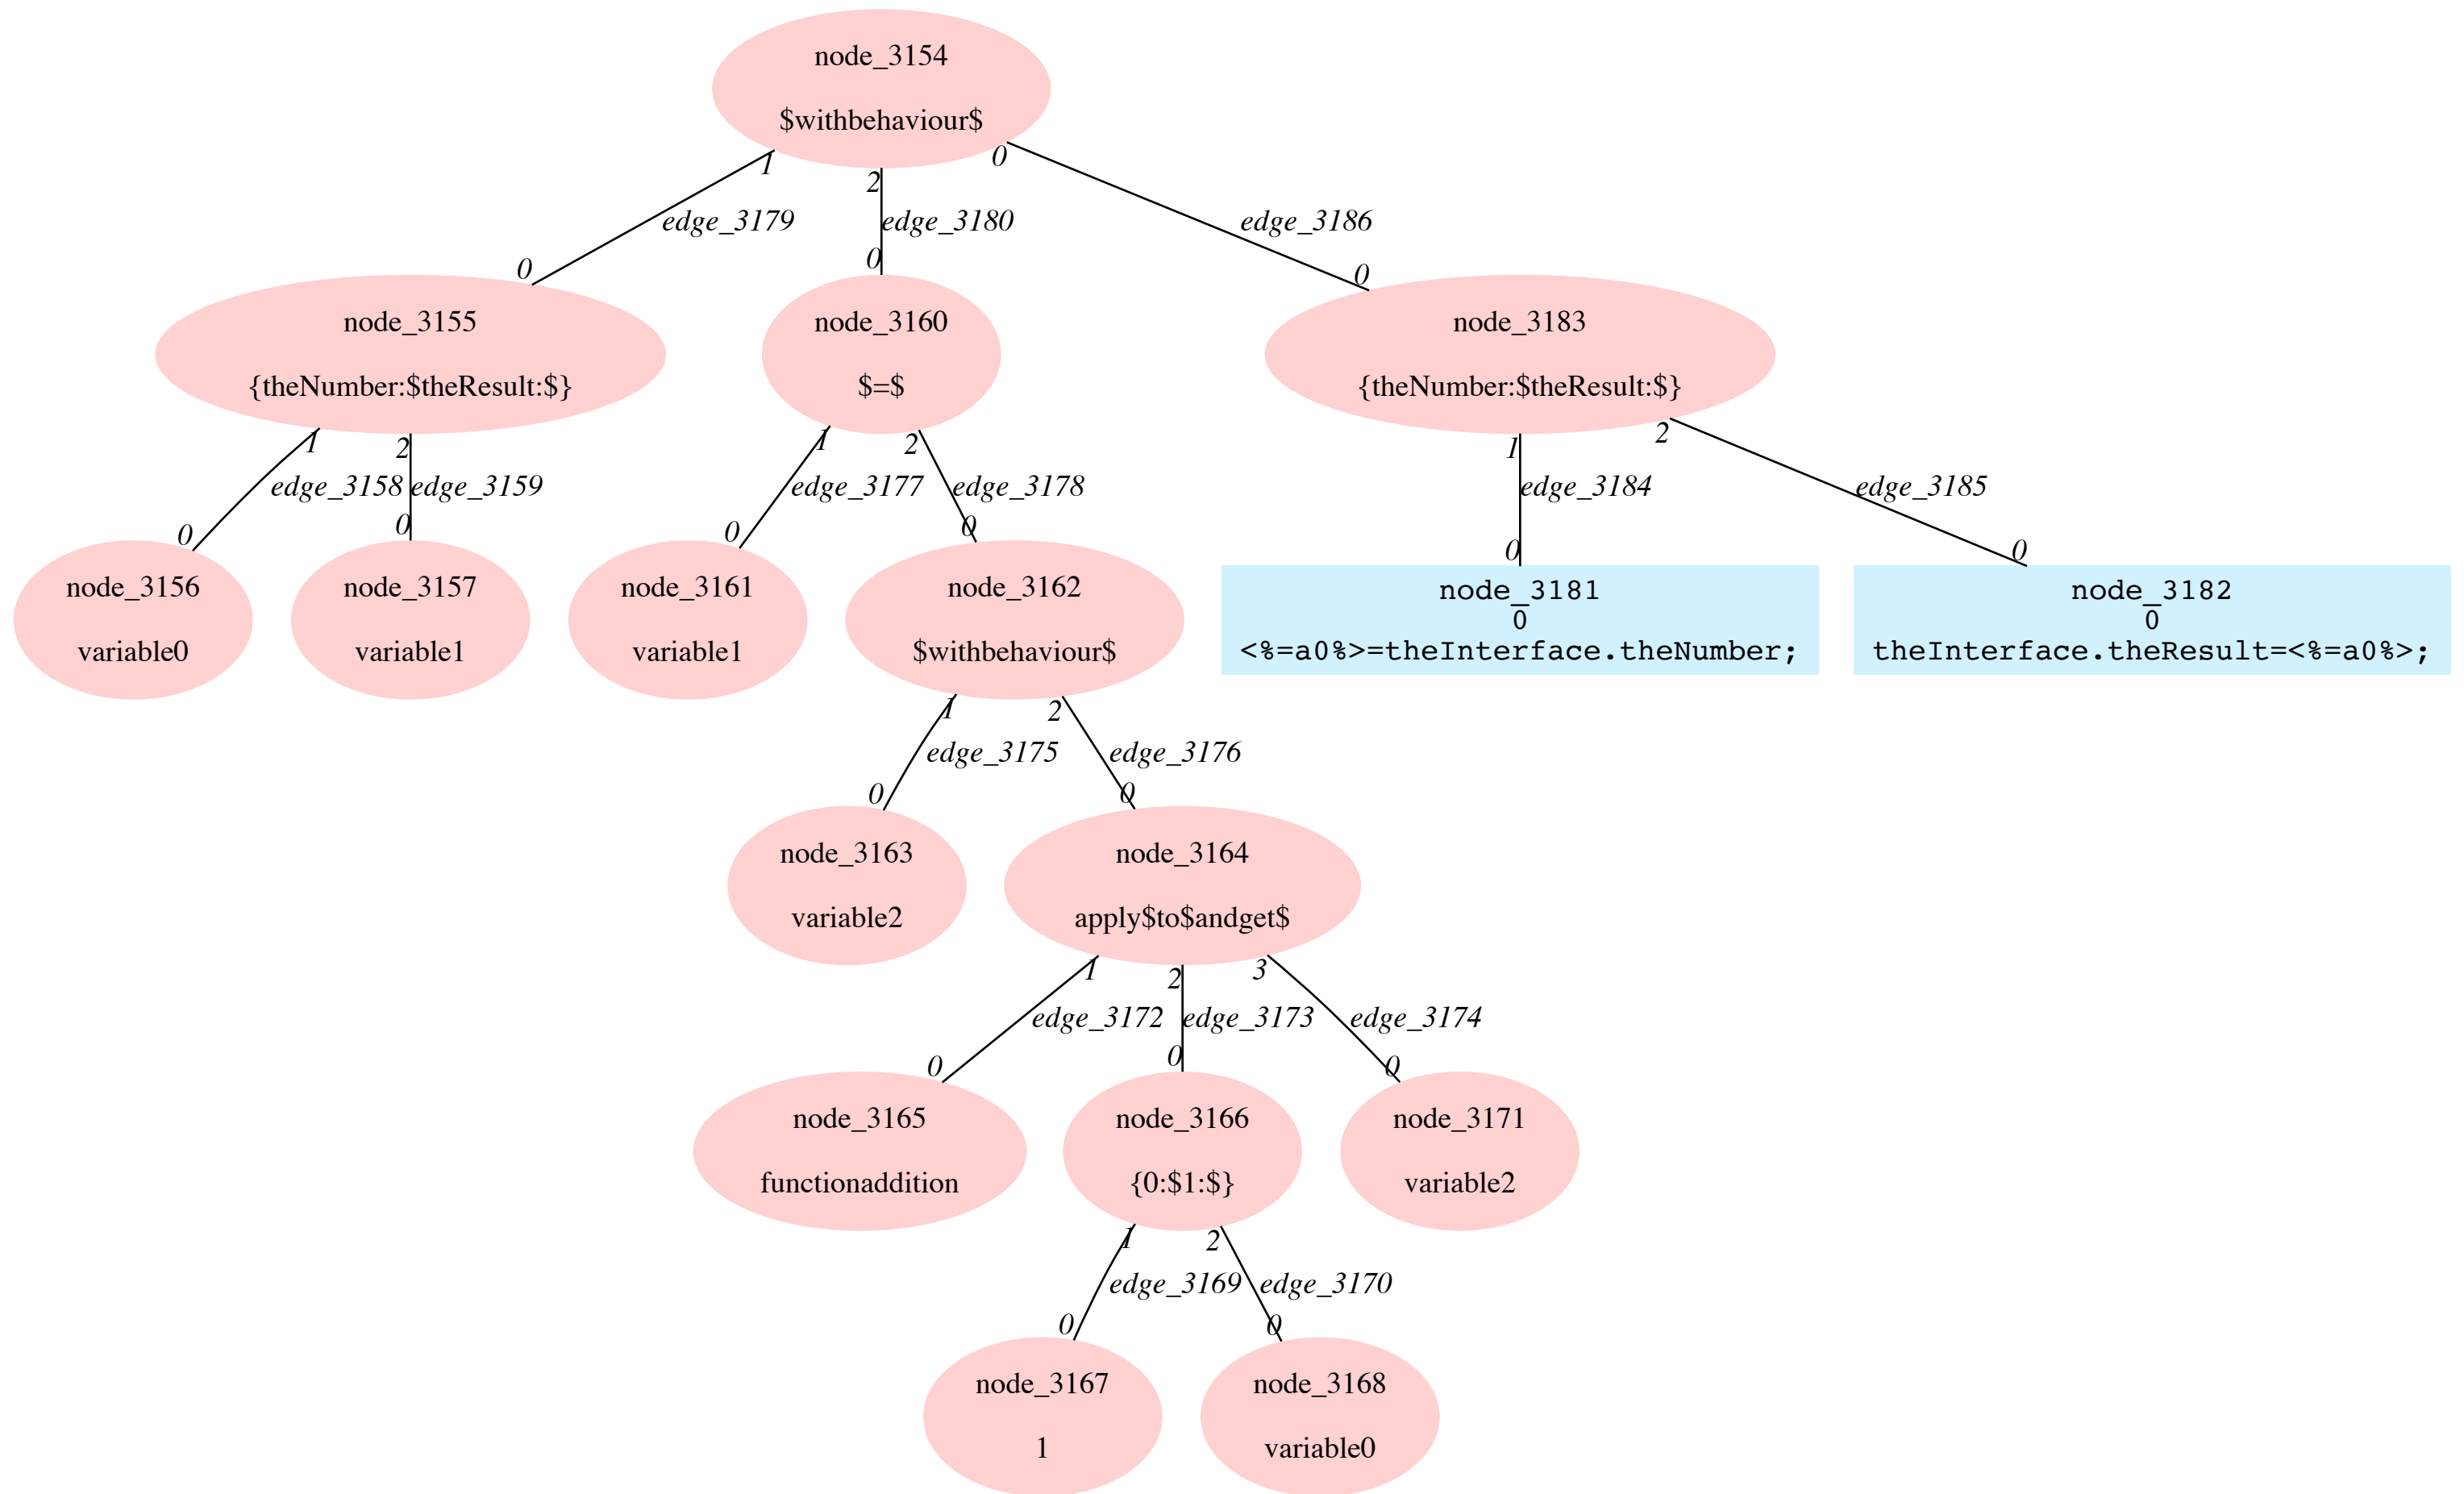 node_3154
$withbehaviour$
1
2
0
edge_3179
edge_3180
edge_3186
0
0
0
node_3155
{theNumber:$theResult:$}
node_3160
$=$
node_3183
{theNumber:$theResult:$}
1
2
1
2
1
2
edge_3158
edge_3159
edge_3177
edge_3178
edge_3184
edge_3185
0
0
0
0
0
0
node_3156
variable0
node_3157
variable1
node_3161
variable1
node_3162
$withbehaviour$
node_3181
0
<%=a0%>=theInterface.theNumber;
node_3182
0
theInterface.theResult=<%=a0%>;
1
2
edge_3175
edge_3176
0
0
node_3163
variable2
node_3164
apply$to$andget$
1
2
3
edge_3172
edge_3173
edge_3174
0
0
0
node_3165
functionaddition
node_3166
{0:$1:$}
node_3171
variable2
1
2
edge_3169
edge_3170
0
0
node_3167
1
node_3168
variable0